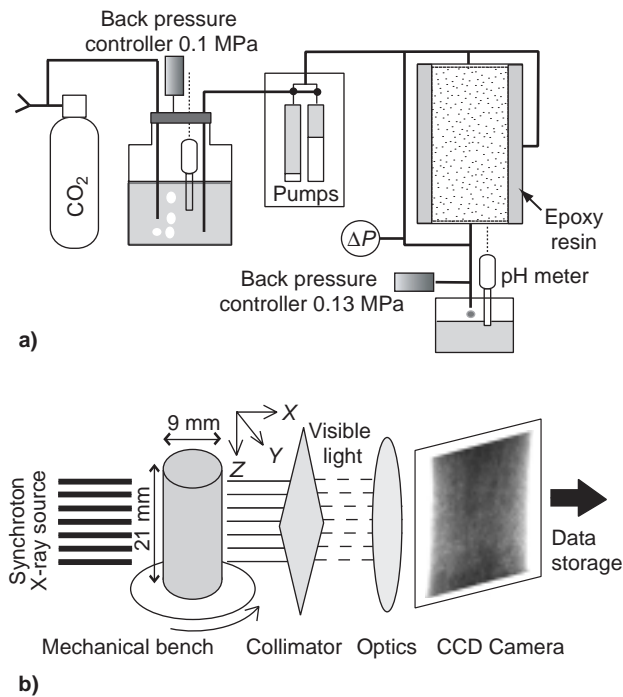 Back pressure
controller 0.1 MPa
CO2
Pumps
ΔP
Epoxy
resin
pH meter
Back pressure
controller 0.13 MPa
a)
9 mm
X
Y
Z
Visible
light
Synchroton
X-ray source
21 mm
Data
storage
Mechanical bench
Collimator
Optics
CCD Camera
b)